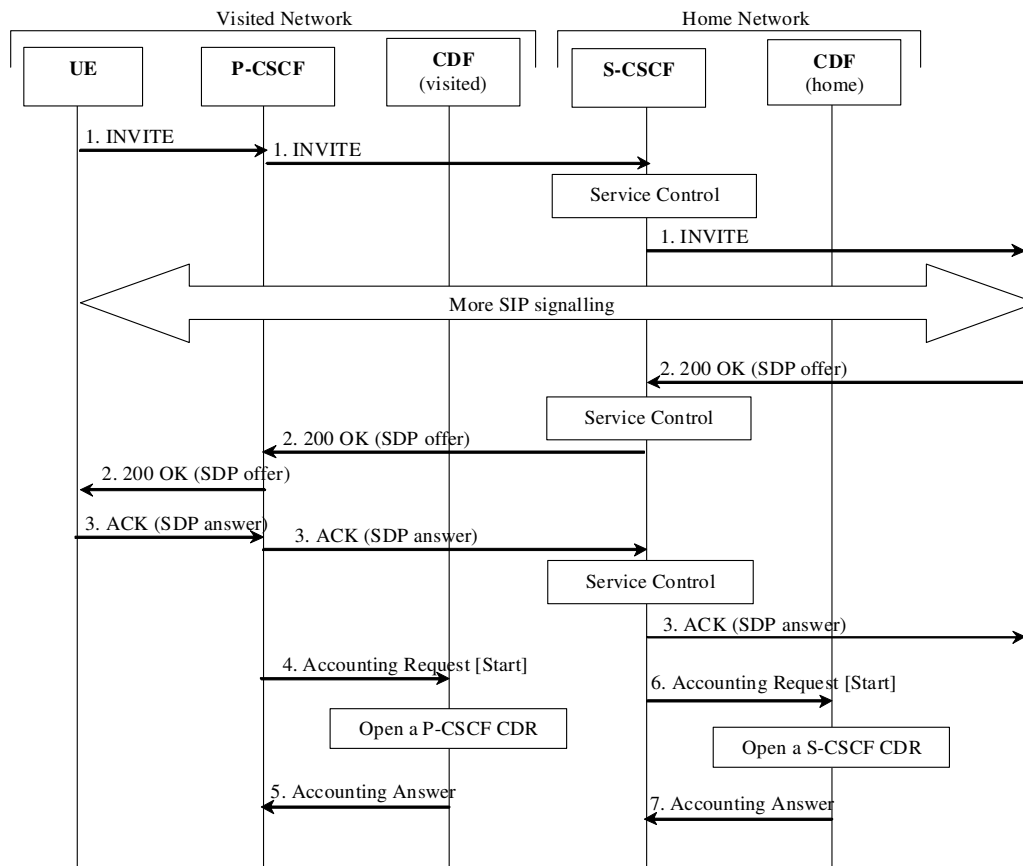 Visited Network
Home Network
UE
P-CSCF
CDF
(visited)
S-CSCF
CDF
(home)
1. INVITE
1. INVITE
Service Control
1. INVITE
More SIP signalling
2. 200 OK (SDP offer)
Service Control
2. 200 OK (SDP offer)
2. 200 OK (SDP offer)
3. ACK (SDP answer)
3. ACK (SDP answer)
Service Control
3. ACK (SDP answer)
4. Accounting Request [Start]
6. Accounting Request [Start]
Open a P-CSCF CDR
Open a S-CSCF CDR
5. Accounting Answer
7. Accounting Answer